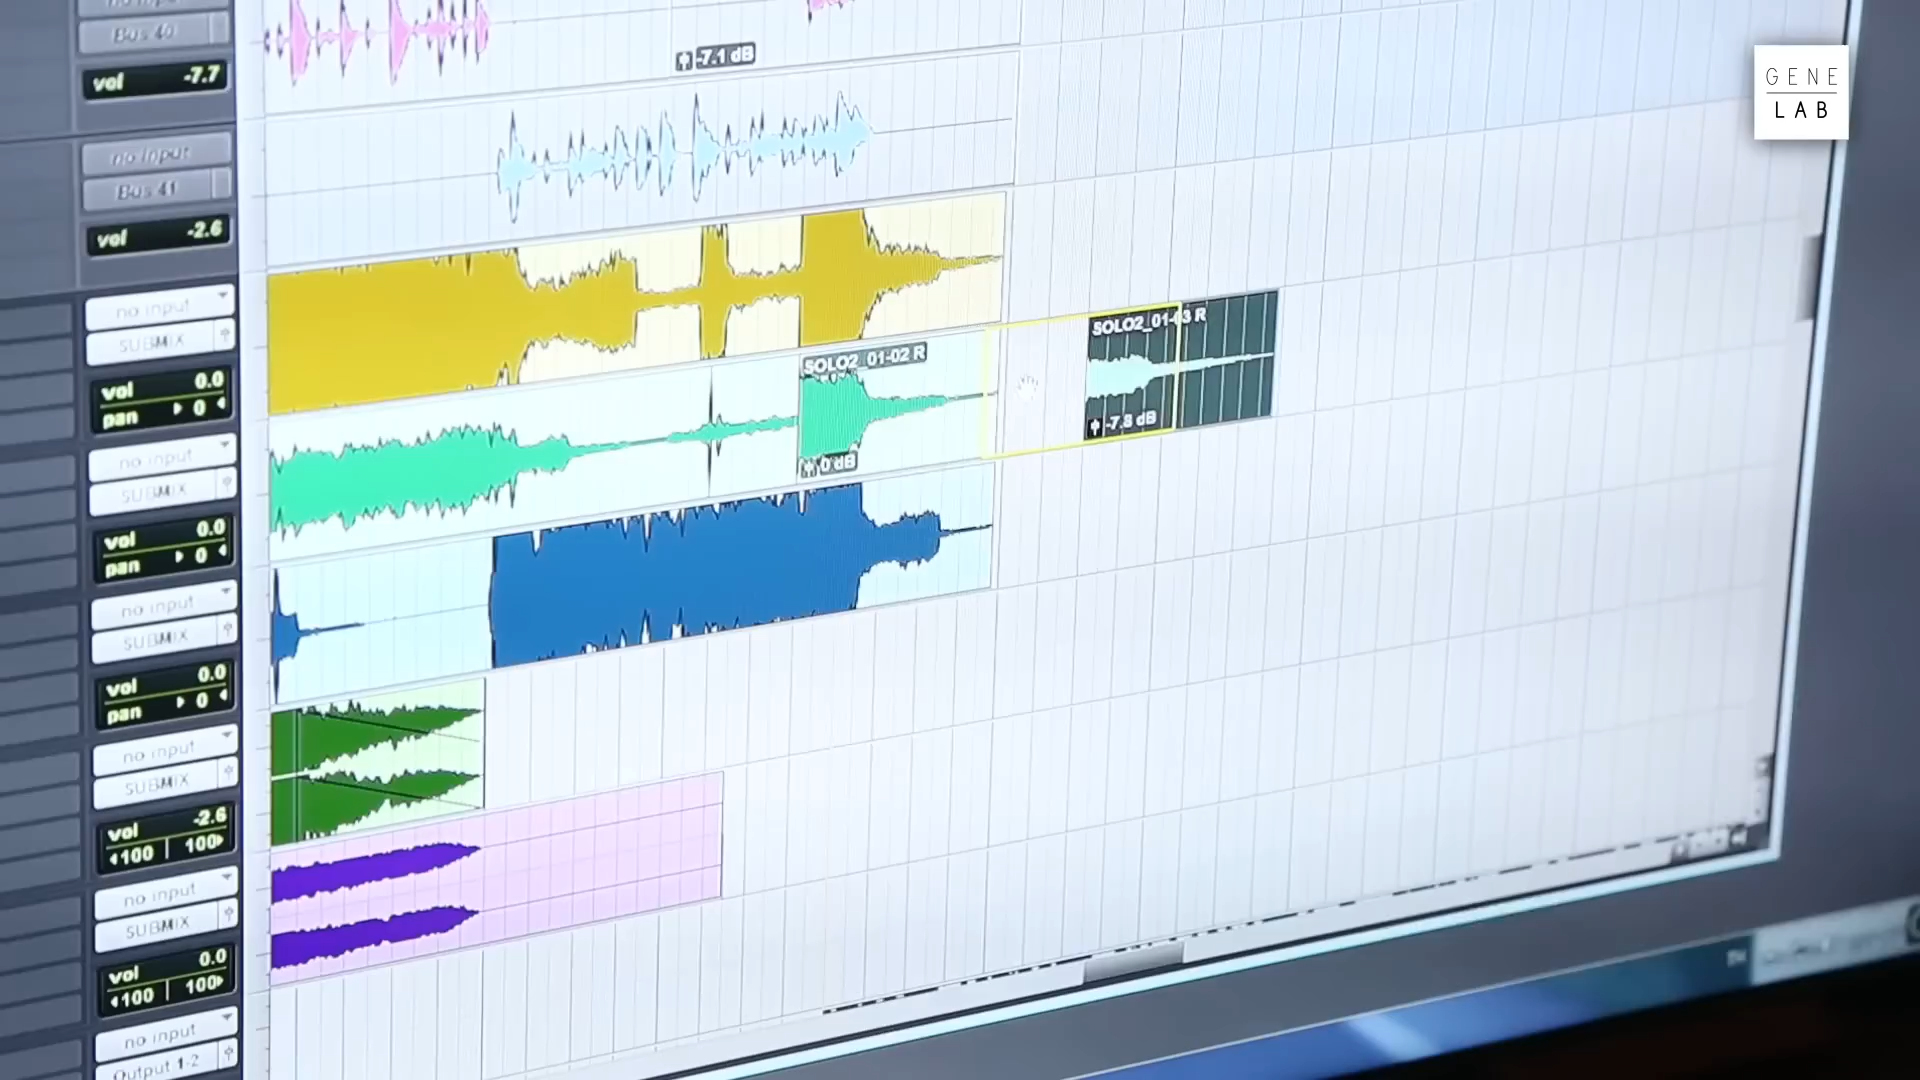 Bus 40
vol -7.7
-7.1 dB
GENE
LAB
no input
Bus 41
vol -2.6
no input
SUBMIX
vol 0.0
pan 0
SOLO2_01-02 R
0 dB
SOLO2_01-03 R
-7.8 dB
no input
SUBMIX
vol 0.0
pan 0
no input
SUBMIX
vol 0.0
pan 0
no input
SUBMIX
vol -2.6
100 100
no input
SUBMIX
vol 0.0
100 100
no input
Output 1-2